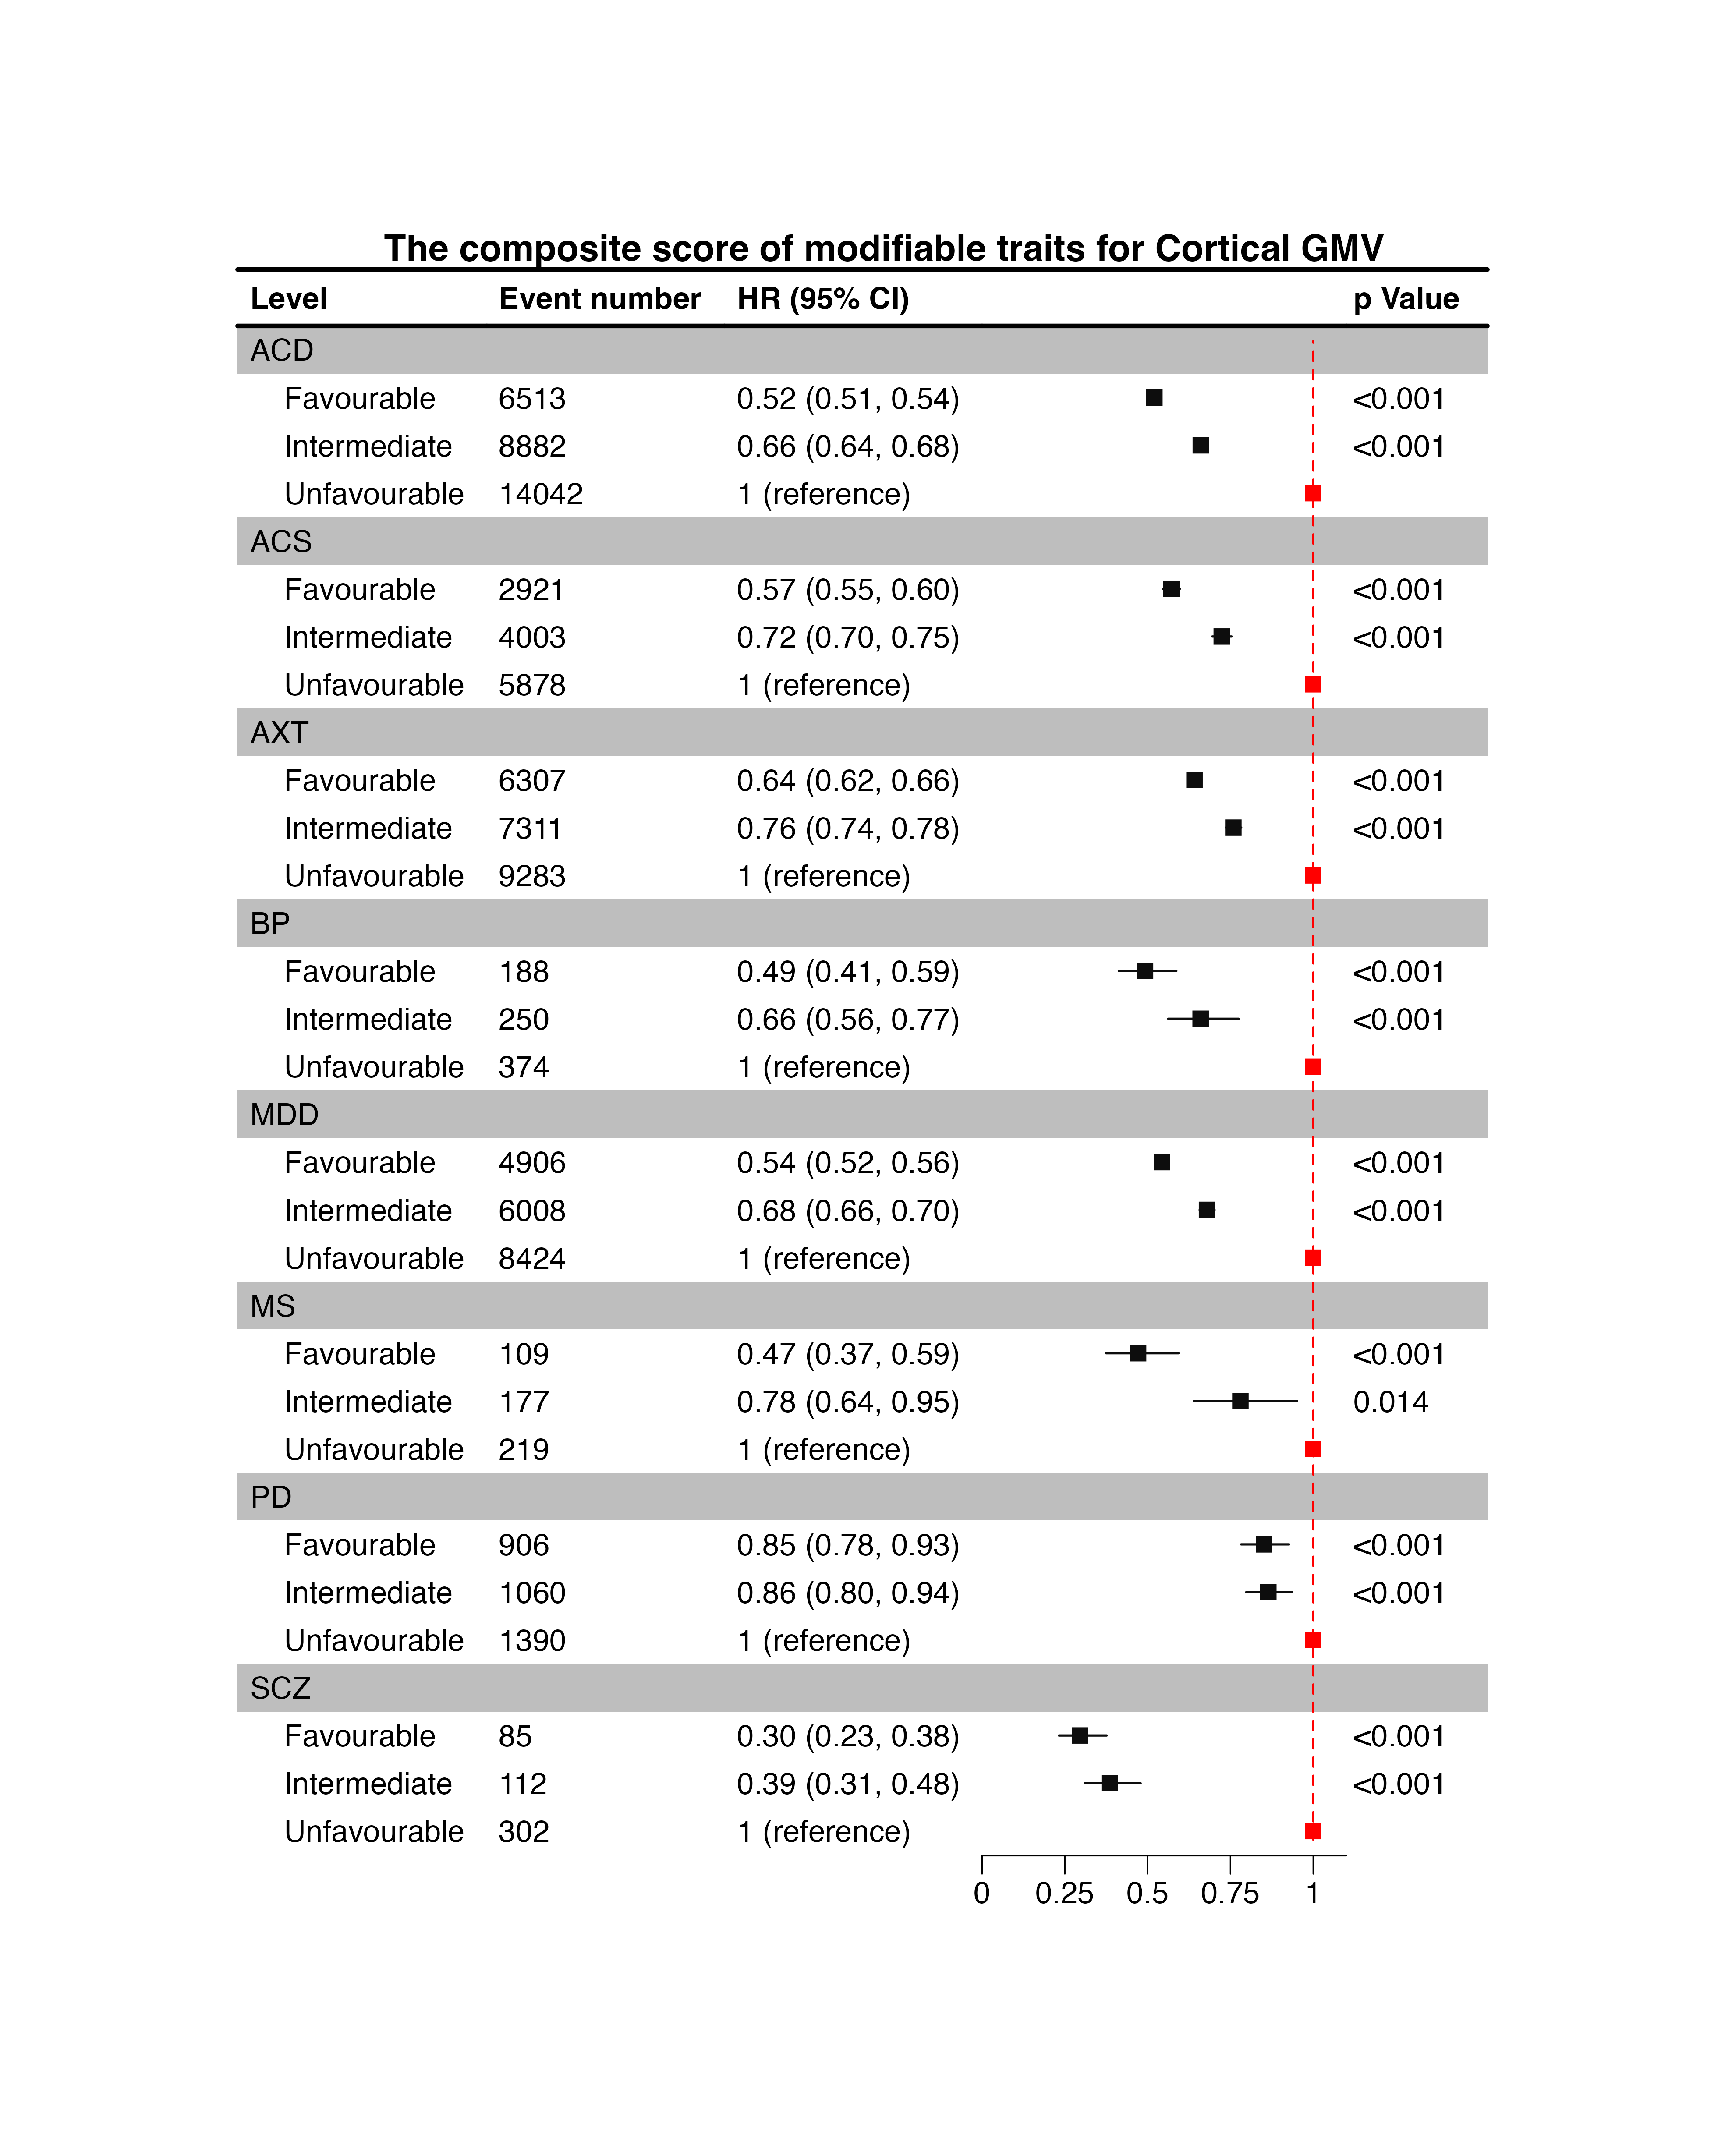 The composite score of modifiable traits for Cortical GMV
Level Event number HR (95% CI) p Value
ACD
Favourable 6513 0.52 (0.51, 0.54) <0.001
Intermediate 8882 0.66 (0.64, 0.68) <0.001
Unfavourable 14042 1 (reference)
ACS
Favourable 2921 0.57 (0.55, 0.60) <0.001
Intermediate 4003 0.72 (0.70, 0.75) <0.001
Unfavourable 5878 1 (reference)
AXT
Favourable 6307 0.64 (0.62, 0.66) <0.001
Intermediate 7311 0.76 (0.74, 0.78) <0.001
Unfavourable 9283 1 (reference)
BP
Favourable 188 0.49 (0.41, 0.59) <0.001
Intermediate 250 0.66 (0.56, 0.77) <0.001
Unfavourable 374 1 (reference)
MDD
Favourable 4906 0.54 (0.52, 0.56) <0.001
Intermediate 6008 0.68 (0.66, 0.70) <0.001
Unfavourable 8424 1 (reference)
MS
Favourable 109 0.47 (0.37, 0.59) <0.001
Intermediate 177 0.78 (0.64, 0.95) 0.014
Unfavourable 219 1 (reference)
PD
Favourable 906 0.85 (0.78, 0.93) <0.001
Intermediate 1060 0.86 (0.80, 0.94) <0.001
Unfavourable 1390 1 (reference)
SCZ
Favourable 85 0.30 (0.23, 0.38) <0.001
Intermediate 112 0.39 (0.31, 0.48) <0.001
Unfavourable 302 1 (reference)
0 0.25 0.5 0.75 1